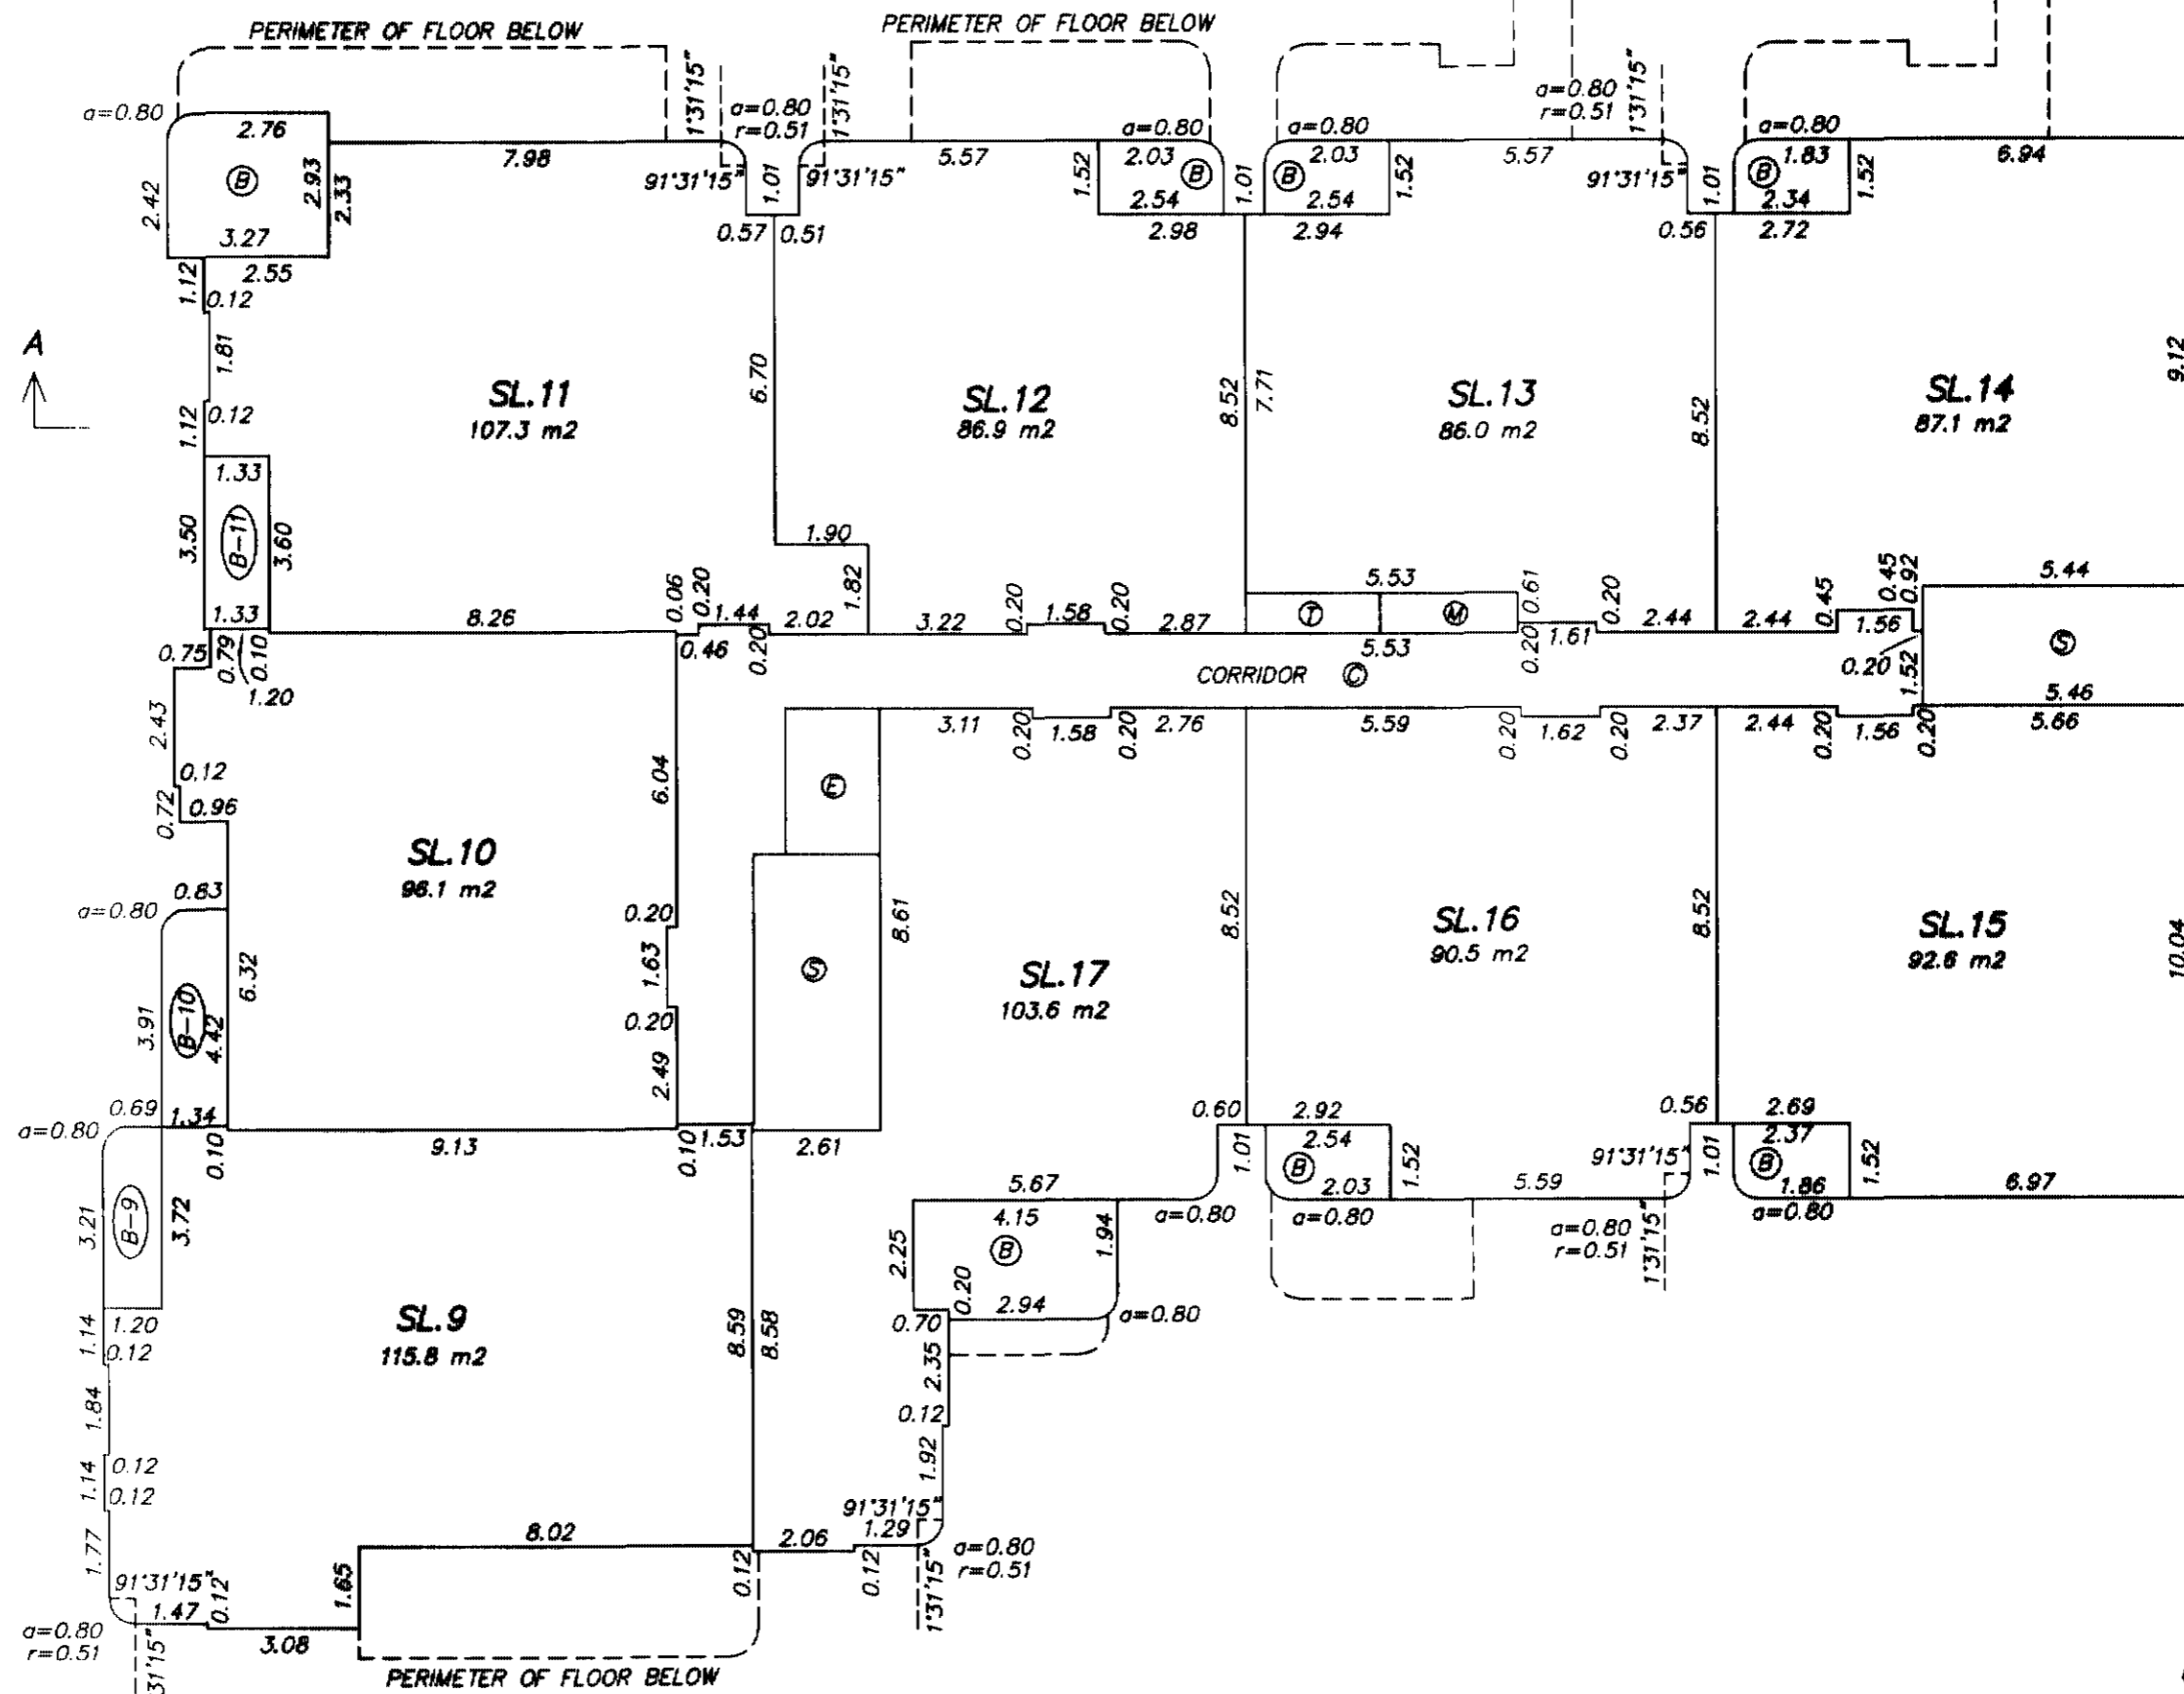 PERIMETER OF FLOOR BELOW
PERIMETER OF FLOOR BELOW
1°31'15"
a=0.80
r=0.51
1°31'15"
a=0.80
r=0.51
1°31'15"
a=0.80
2.76
7.98
91°31'15"
1.01
91°31'15"
5.57
a=0.80
2.03
1.52
B
2.54
2.98
1.01
a=0.80
2.03
B
2.54
2.94
1.52
5.57
91°31'15"
1.01
a=0.80
1.83
B
2.34
2.72
1.52
6.94
B
2.42
2.93
2.33
3.27
2.55
0.57
0.51
0.56
1.12
0.12
1.81
0.12
1.12
A
SL.11
107.3 m2
6.70
SL.12
86.9 m2
8.52
7.71
SL.13
86.0 m2
8.52
SL.14
87.1 m2
9.12
1.33
3.50
B-11
3.60
1.33
1.90
1.82
8.26
0.06
0.20
1.44
0.46
0.20
2.02
3.22
0.20
1.58
0.20
2.87
5.53
T
M
0.61
5.53
0.20
1.61
0.20
2.44
2.44
0.45
1.56
0.45
0.92
0.20
1.52
5.44
S
5.46
5.66
0.75
0.79
0.10
1.20
CORRIDOR C
2.43
0.12
0.72
0.96
6.04
E
3.11
0.20
1.58
0.20
2.76
5.59
0.20
1.62
0.20
2.37
2.44
0.20
1.56
0.20
SL.10
96.1 m2
0.83
a=0.80
3.91
B-10
4.42
6.32
0.20
1.63
0.20
2.49
S
8.61
SL.17
103.6 m2
8.52
SL.16
90.5 m2
8.52
SL.15
92.6 m2
10.04
0.69
1.34
a=0.80
0.10
9.13
0.10
1.53
2.61
0.60
1.01
2.92
2.54
B
2.03
1.52
a=0.80
5.59
0.56
91°31'15"
1.01
2.69
2.37
B
1.86
1.52
a=0.80
6.97
a=0.80
r=0.51
1°31'15"
3.21
B-9
3.72
5.67
a=0.80
4.15
B
2.25
1.94
0.20
2.94
0.70
a=0.80
2.35
0.12
1.92
1.14
1.20
0.12
1.84
SL.9
115.8 m2
8.59
8.58
1.14
0.12
0.12
1.77
91°31'15"
0.12
1.47
a=0.80
r=0.51
31'15"
3.08
1.65
8.02
0.12
2.06
0.12
1.29
91°31'15"
a=0.80
r=0.51
1°31'15"
PERIMETER OF FLOOR BELOW